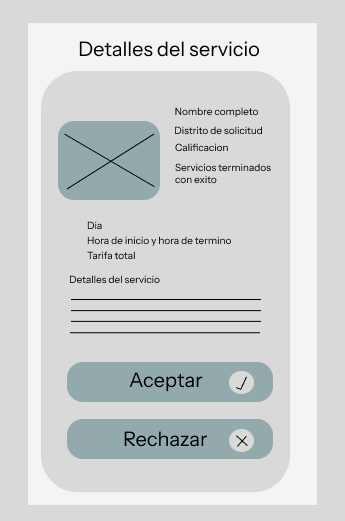 Detalles del servicio
Nombre completo
Distrito de solicitud
Calificacion
Servicios terminados
con exito
Dia
Hora de inicio y hora de termino
Tarifa total
Detalles del servicio
Aceptar
Rechazar